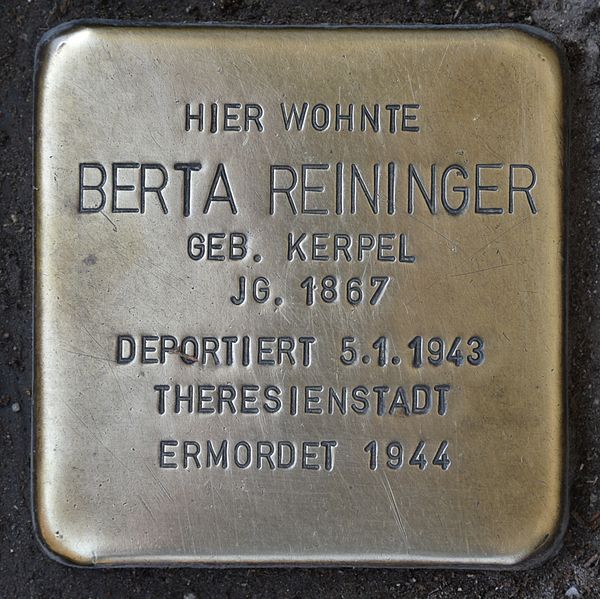 HIER WOHNTE
BERTA REININGER
GEB. KERPEL
JG. 1867
DEPORTIERT 5.1.1943
THERESIENSTADT
ERMORDET 1944